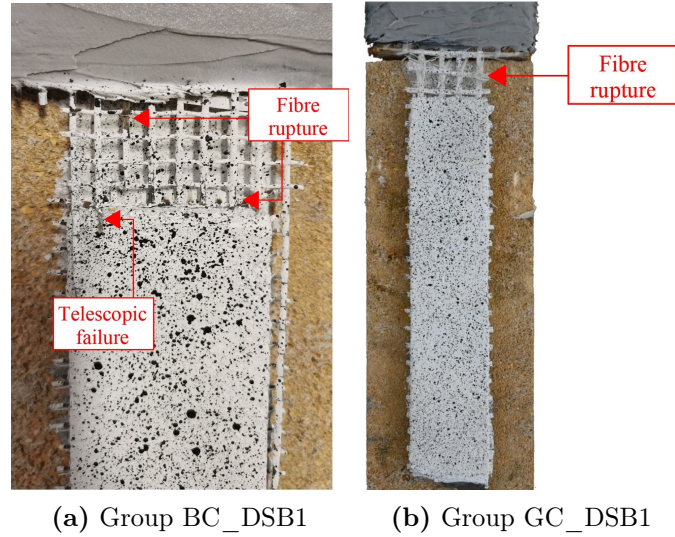 Fibre
rupture
Telescopic
failure
Fibre
rupture
(a) Group BC_DSB1
(b) Group GC_DSB1